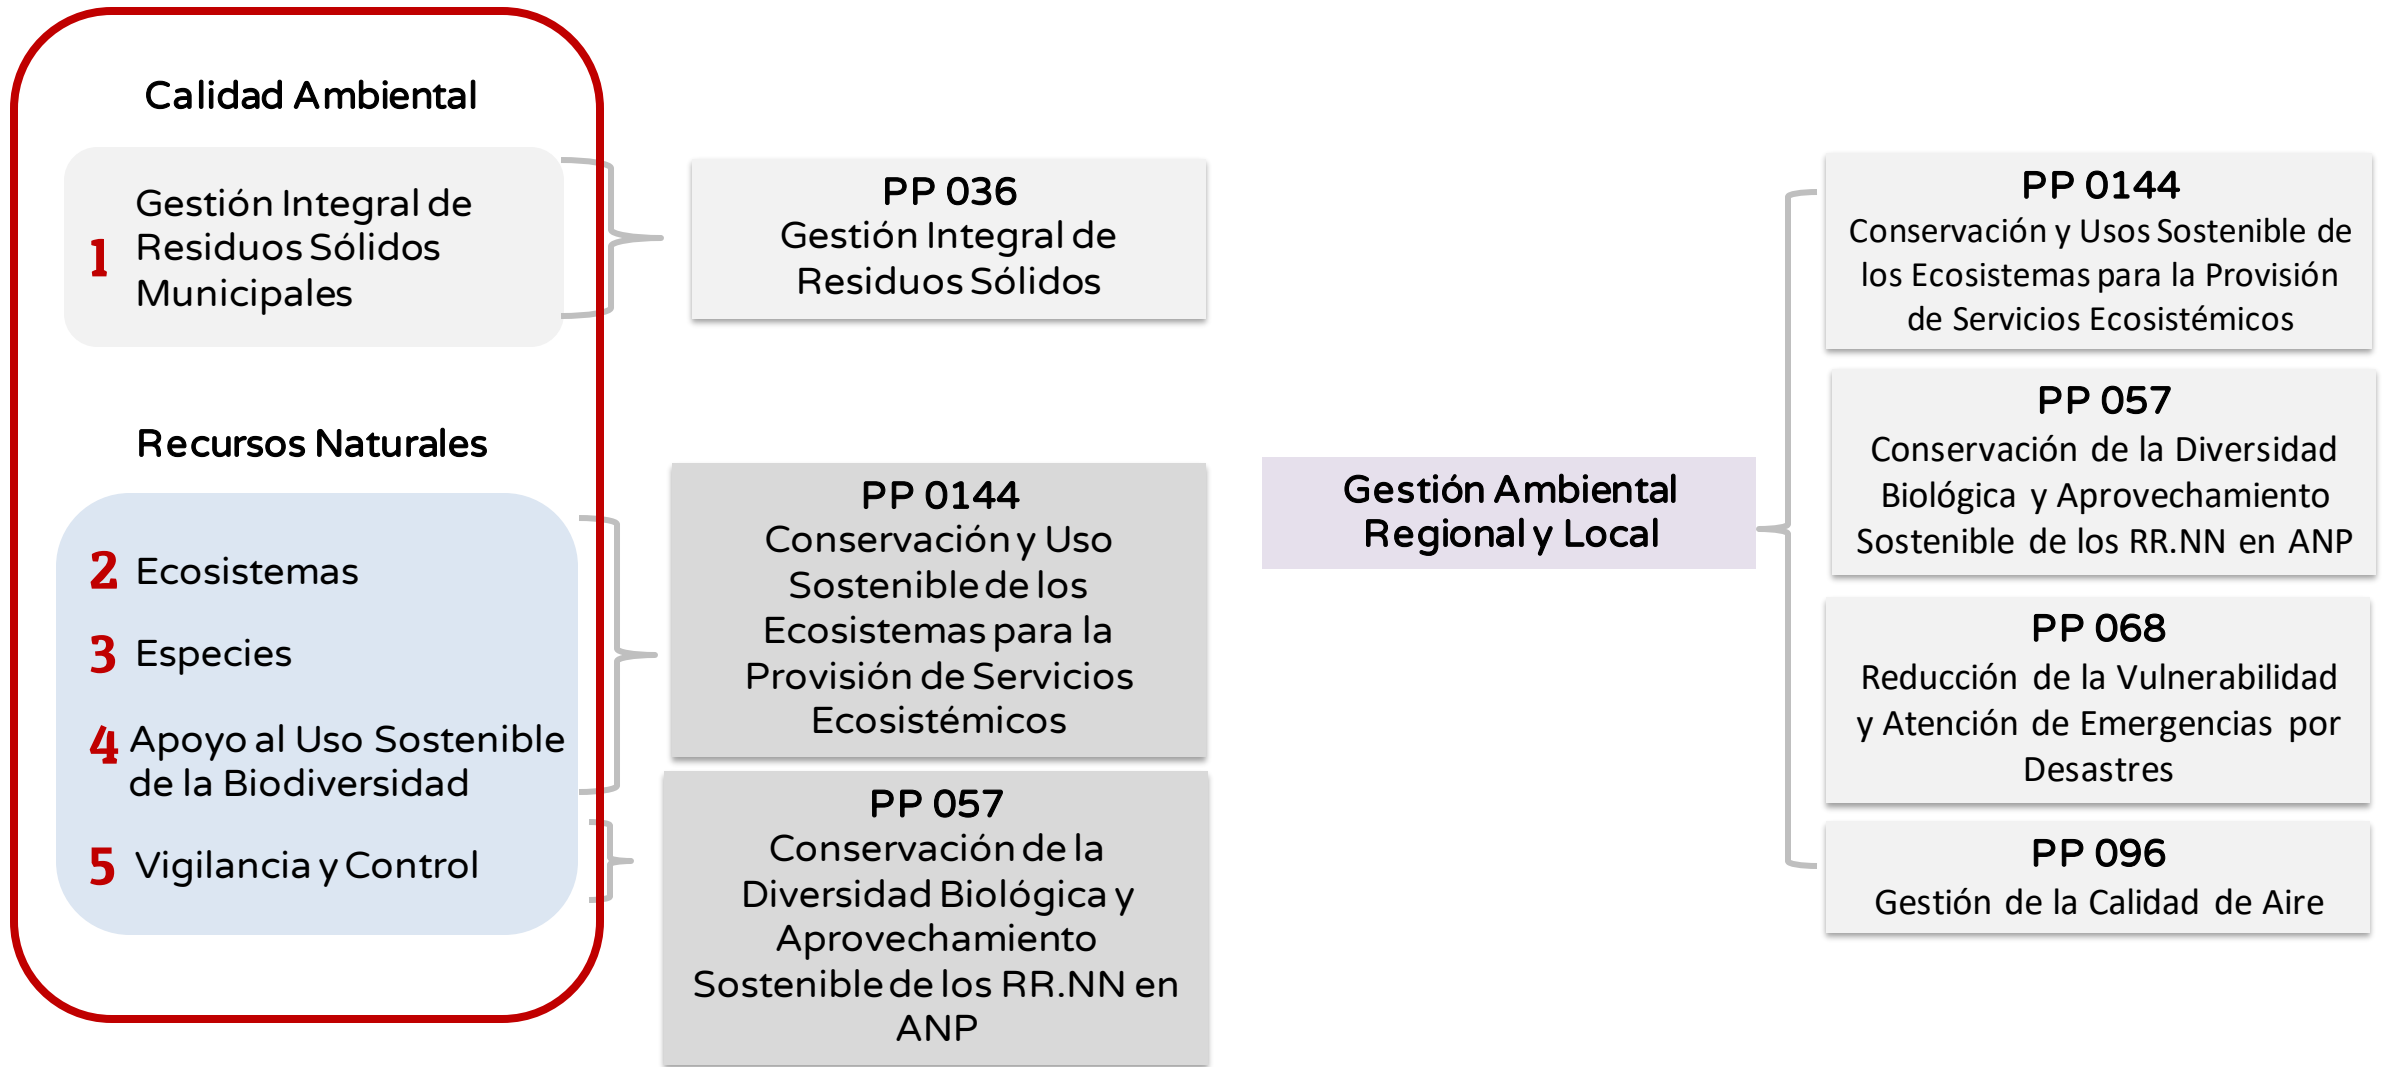 Calidad Ambiental
1
Gestión Integral de
Residuos Sólidos
Municipales
PP 036
Gestión Integral de
Residuos Sólidos
Recursos Naturales
2 Ecosistemas
3 Especies
4 Apoyo al Uso Sostenible
de la Biodiversidad
5 Vigilancia y Control
PP 0144
Conservación y Uso
Sostenible de los
Ecosistemas para la
Provisión de Servicios
Ecosistémicos
PP 057
Conservación de la
Diversidad Biológica y
Aprovechamiento
Sostenible de los RR.NN en
ANP
Gestión Ambiental
Regional y Local
PP 0144
Conservación y Usos Sostenible de
los Ecosistemas para la Provisión
de Servicios Ecosistémicos
PP 057
Conservación de la Diversidad
Biológica y Aprovechamiento
Sostenible de los RR.NN en ANP
PP 068
Reducción de la Vulnerabilidad
y Atención de Emergencias por
Desastres
PP 096
Gestión de la Calidad de Aire